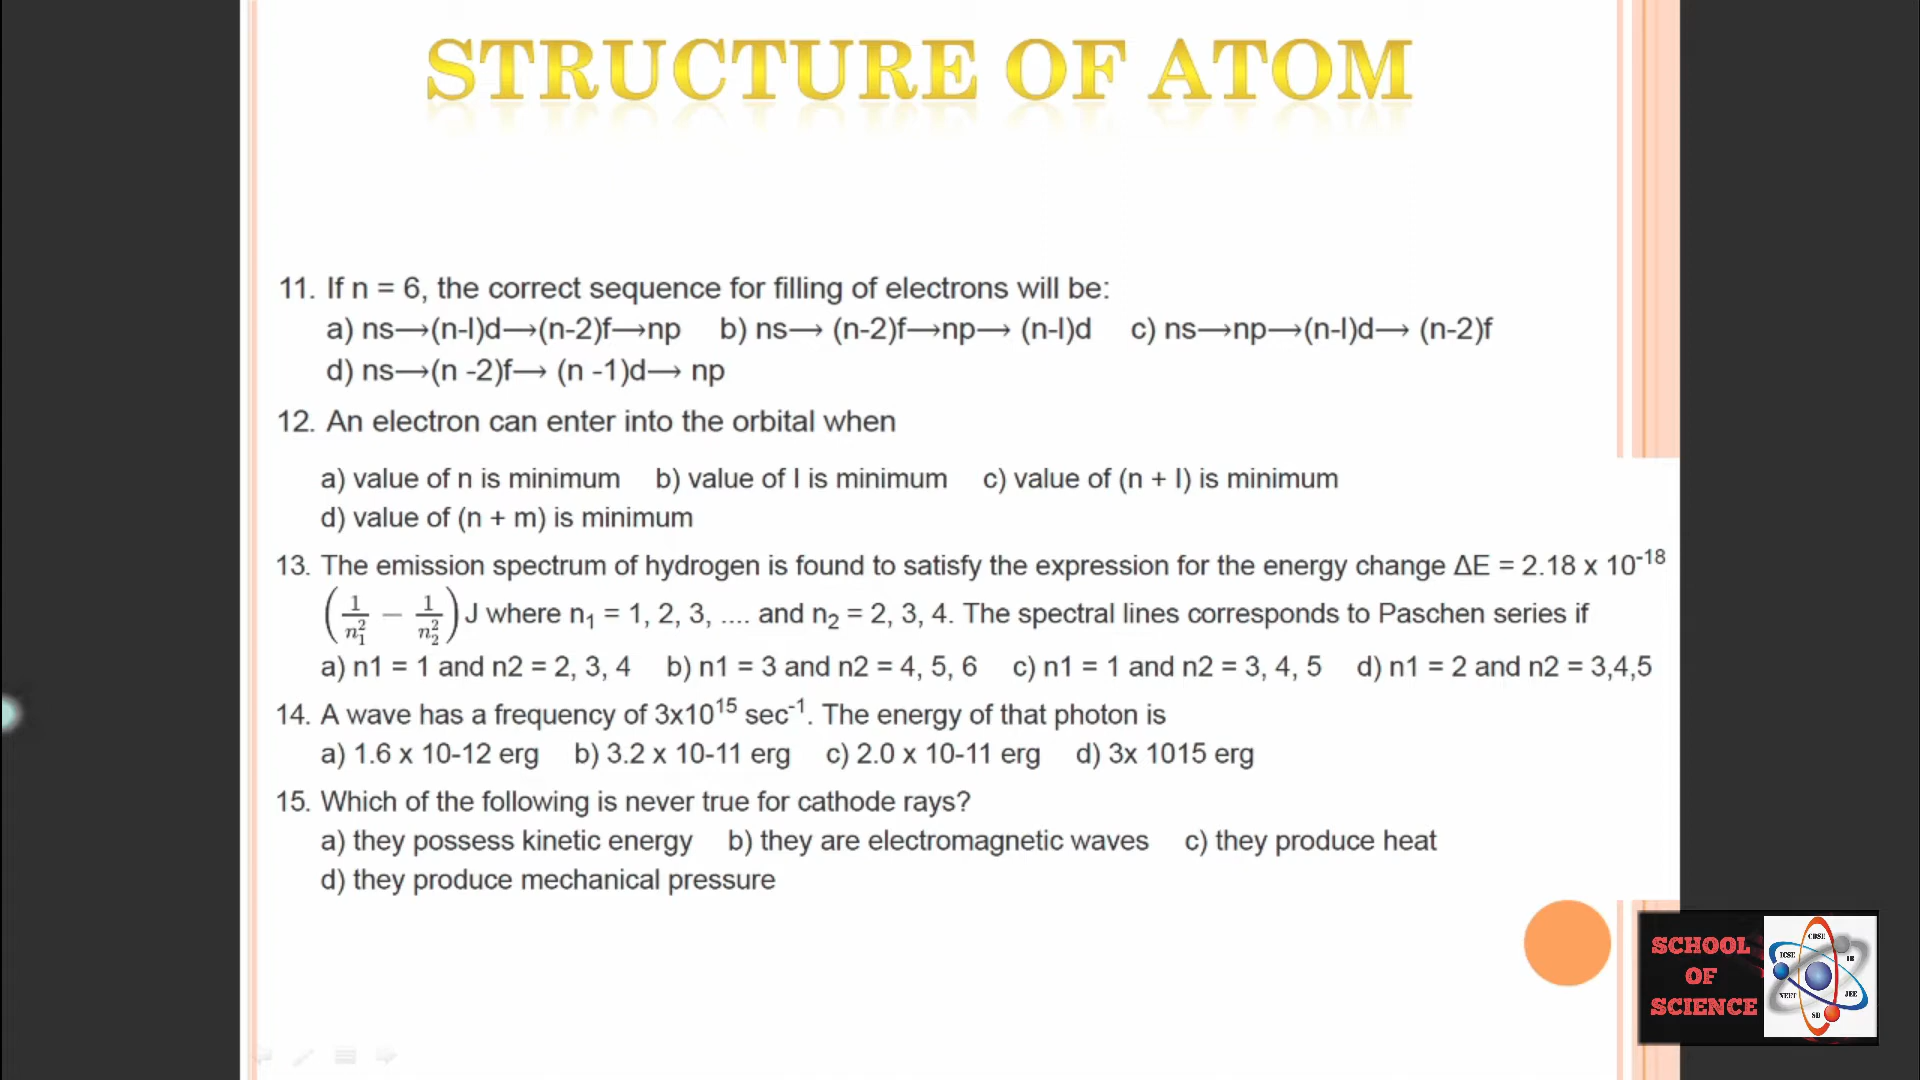 STRUCTURE OF ATOM
11. If n = 6, the correct sequence for filling of electrons will be:
a) ns→(n-l)d→(n-2)f→np b) ns→ (n-2)f→np→ (n-l)d c) ns→np→(n-l)d→ (n-2)f
d) ns→(n -2)f→ (n -1)d→ np
12. An electron can enter into the orbital when
a) value of n is minimum b) value of l is minimum c) value of (n + l) is minimum
d) value of (n + m) is minimum
13. The emission spectrum of hydrogen is found to satisfy the expression for the energy change ΔE = 2.18 x 10⁻¹⁸
(1/n₁² − 1/n₂²) J where n₁ = 1, 2, 3, .... and n₂ = 2, 3, 4. The spectral lines corresponds to Paschen series if
a) n1 = 1 and n2 = 2, 3, 4 b) n1 = 3 and n2 = 4, 5, 6 c) n1 = 1 and n2 = 3, 4, 5 d) n1 = 2 and n2 = 3,4,5
14. A wave has a frequency of 3x10¹⁵ sec⁻¹. The energy of that photon is
a) 1.6 x 10-12 erg b) 3.2 x 10-11 erg c) 2.0 x 10-11 erg d) 3x 1015 erg
15. Which of the following is never true for cathode rays?
a) they possess kinetic energy b) they are electromagnetic waves c) they produce heat
d) they produce mechanical pressure
SCHOOL
OF
SCIENCE
CBSE
ICSE
IB
NEET
JEE
SD